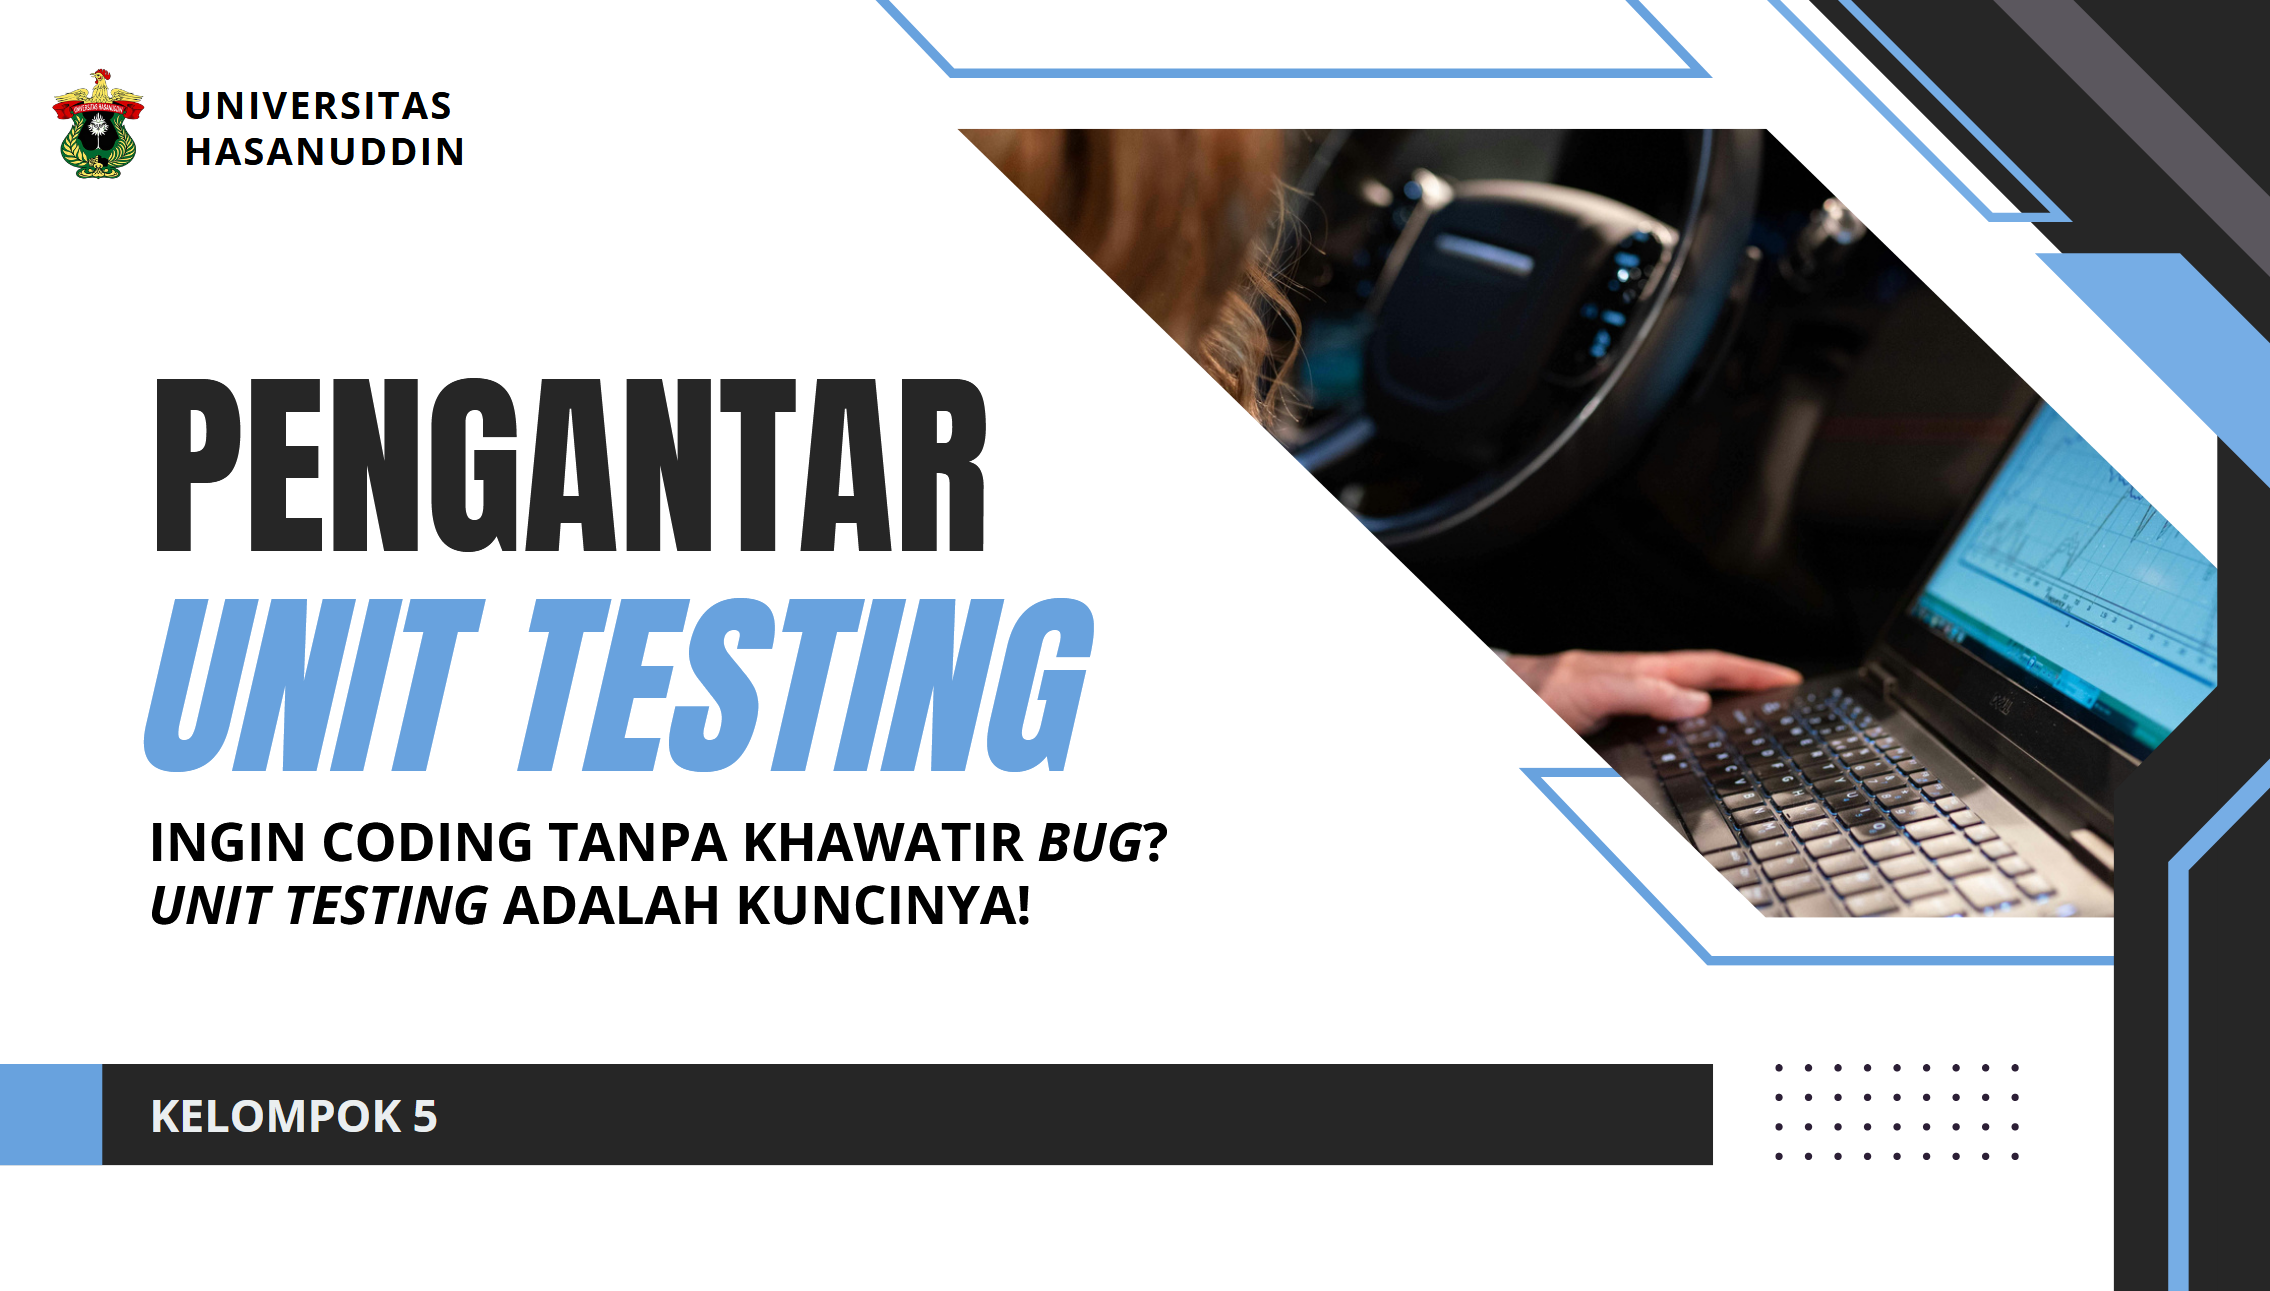 UNIVERSITAS
HASANUDDIN
PENGANTAR
UNIT TESTING
INGIN CODING TANPA KHAWATIR BUG?
UNIT TESTING ADALAH KUNCINYA!
KELOMPOK 5